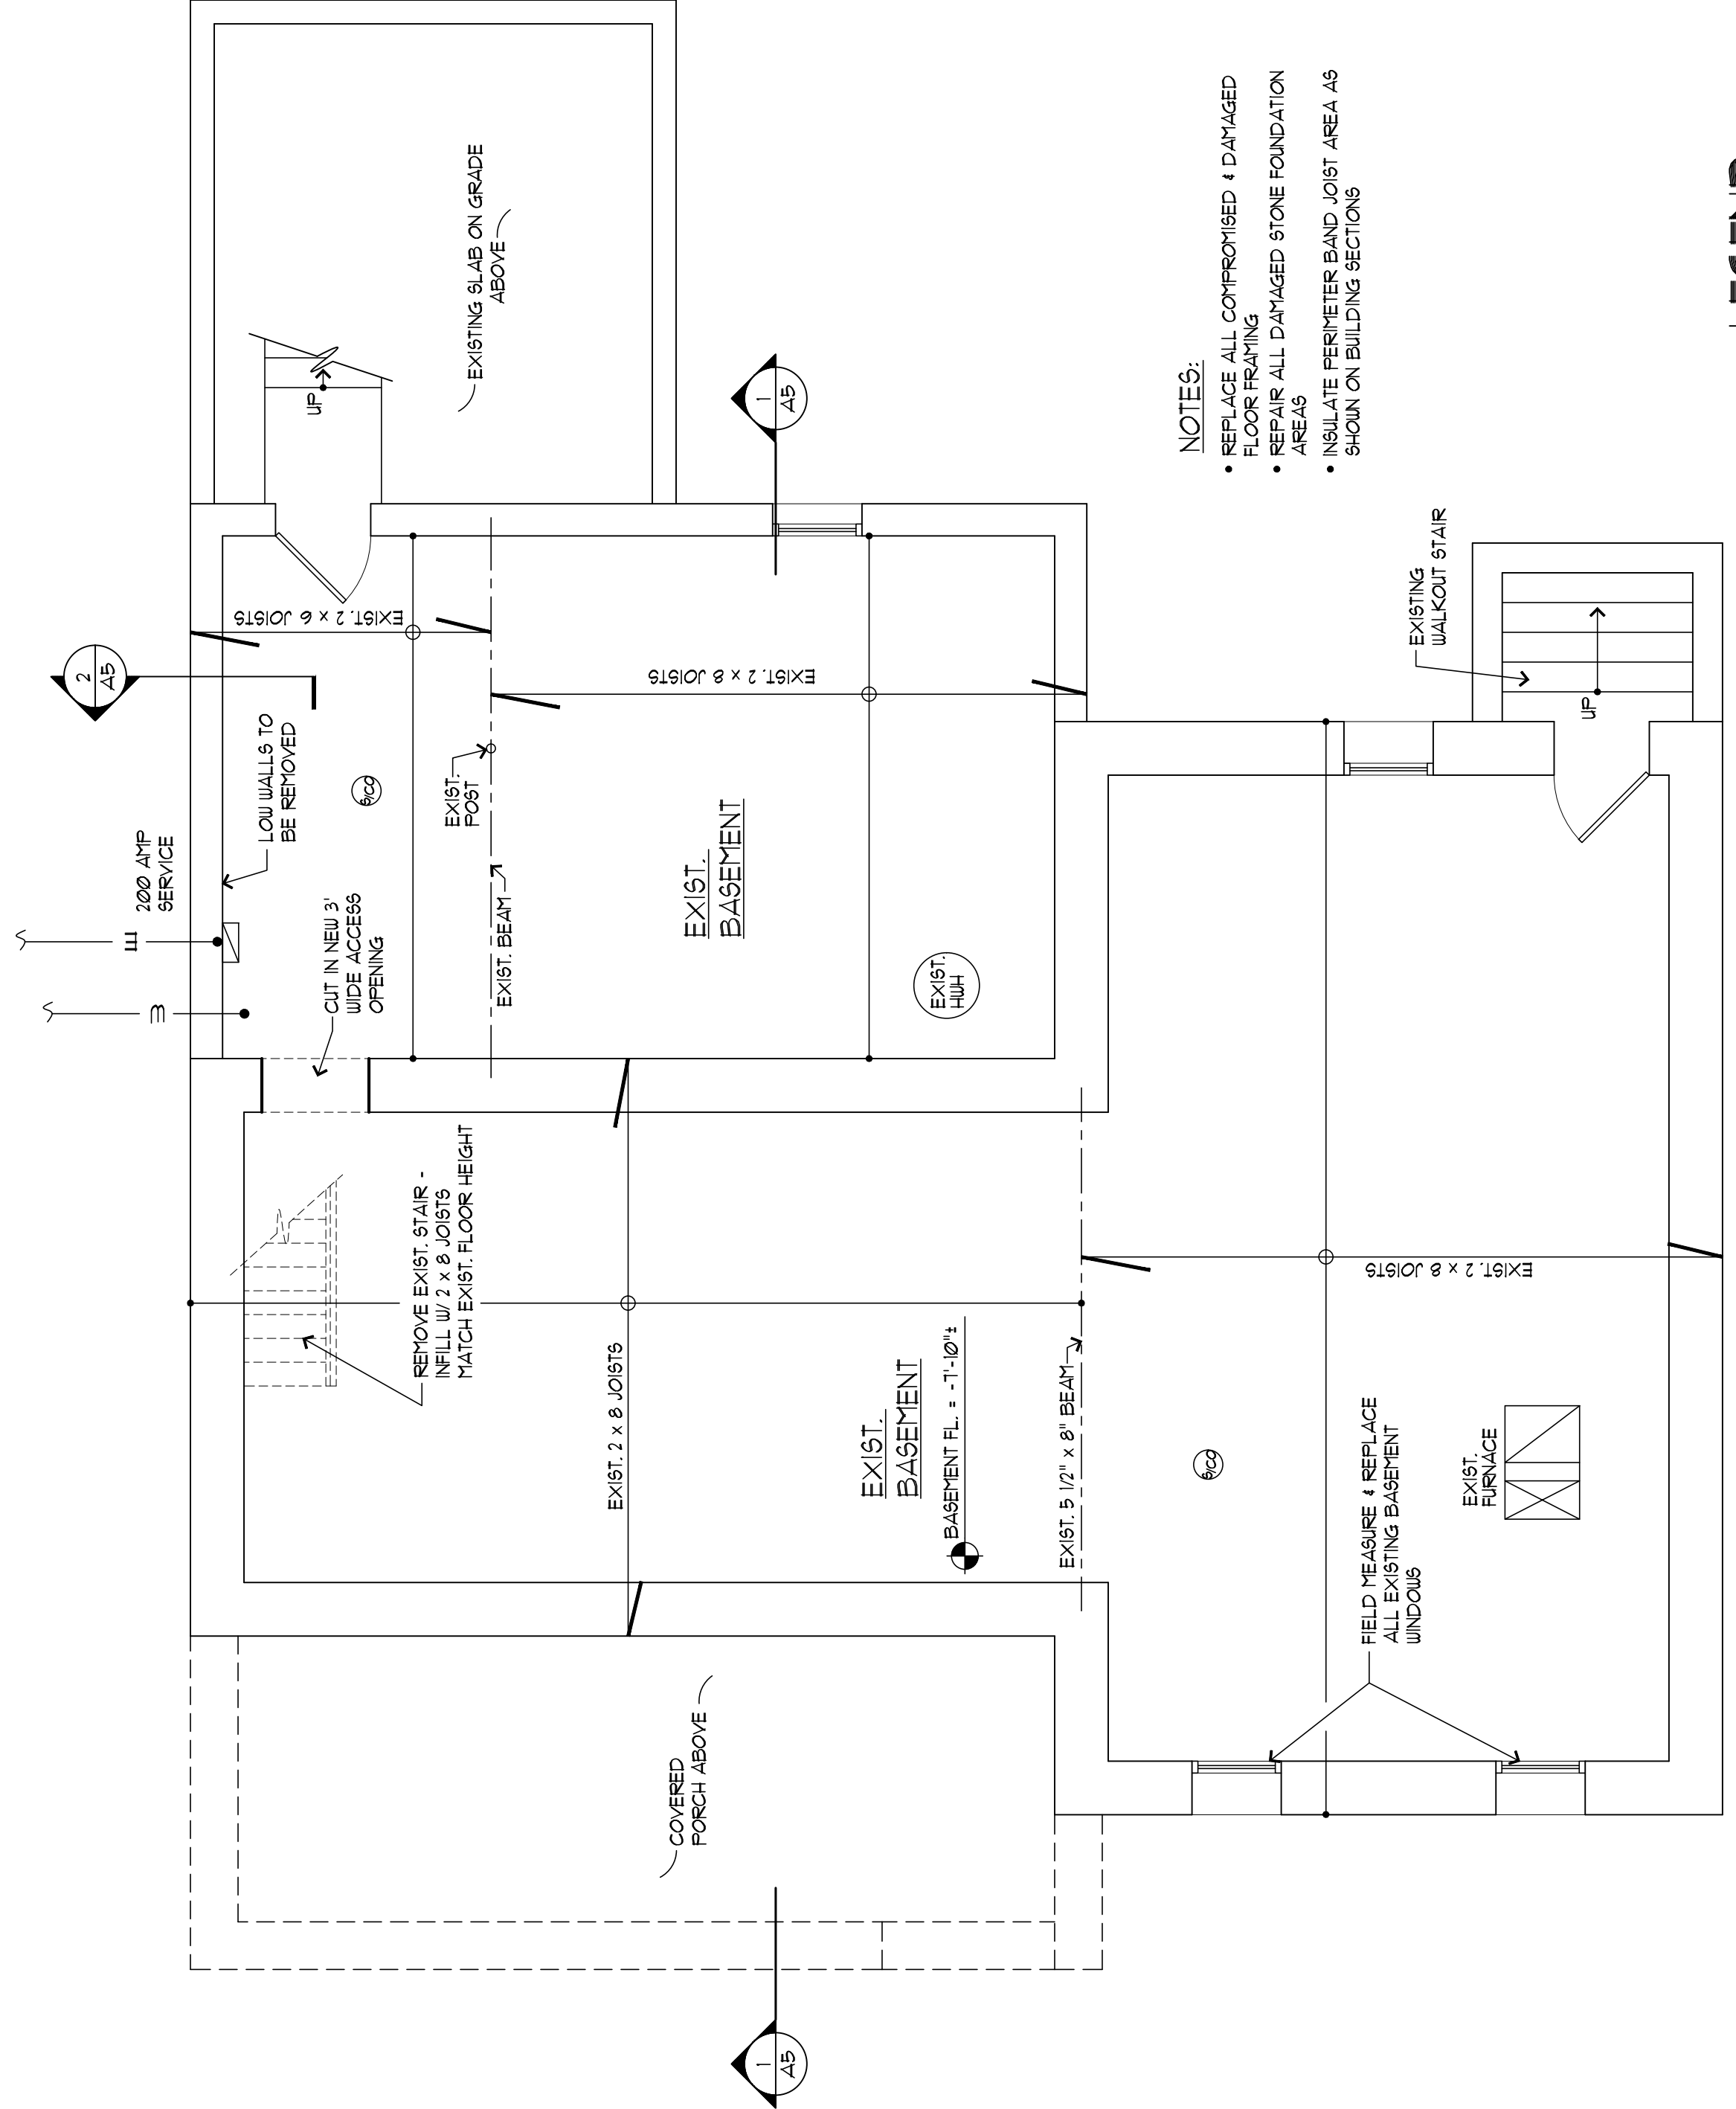 EXISTING SLAB ON GRADE
ABOVE
UP
1
A5
NOTES:
• REPLACE ALL COMPROMISED & DAMAGED
FLOOR FRAMING
• REPAIR ALL DAMAGED STONE FOUNDATION
AREAS
• INSULATE PERIMETER BAND JOIST AREA AS
SHOWN ON BUILDING SECTIONS
EXISTING
WALKOUT STAIR
UP
2
A5
EXIST. 2 x 6 JOISTS
EXIST. 2 x 8 JOISTS
LOW WALLS TO
BE REMOVED
S/CO
EXIST.
POST
200 AMP
SERVICE
E
CUT IN NEW 3'
WIDE ACCESS
OPENING
EXIST. BEAM
EXIST.
BASEMENT
EXIST.
HWH
REMOVE EXIST. STAIR -
INFILL W/ 2 x 8 JOISTS
MATCH EXIST. FLOOR HEIGHT
EXIST. 2 x 8 JOISTS
EXIST. 2 x 8 JOISTS
EXIST.
BASEMENT
BASEMENT FL. = -7'-10"±
EXIST. 5 1/2" x 8" BEAM
S/CO
EXIST.
FURNACE
FIELD MEASURE & REPLACE
ALL EXISTING BASEMENT
WINDOWS
COVERED
PORCH ABOVE
1
A5